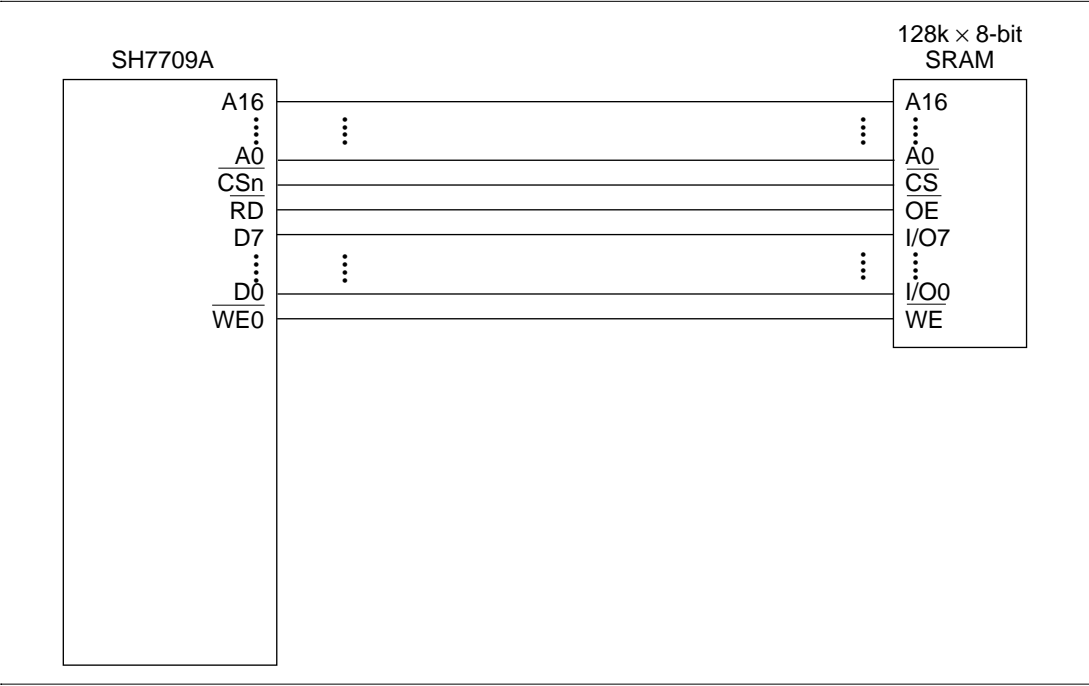 128k × 8-bit
SH7709A SRAM
A16 A16
A0 A0
CSn CS
RD OE
D7 I/O7
D0 I/O0
WE0 WE